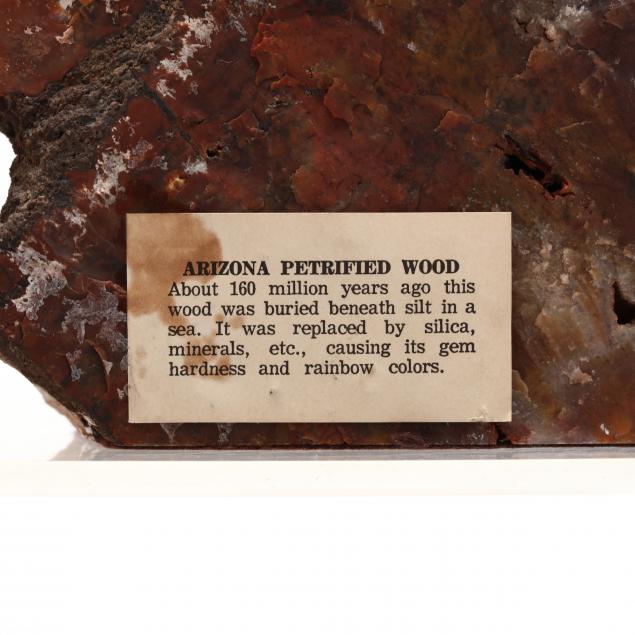 ARIZONA PETRIFIED WOOD
About 160 million years ago this
wood was buried beneath silt in a
sea. It was replaced by silica,
minerals, etc., causing its gem
hardness and rainbow colors.